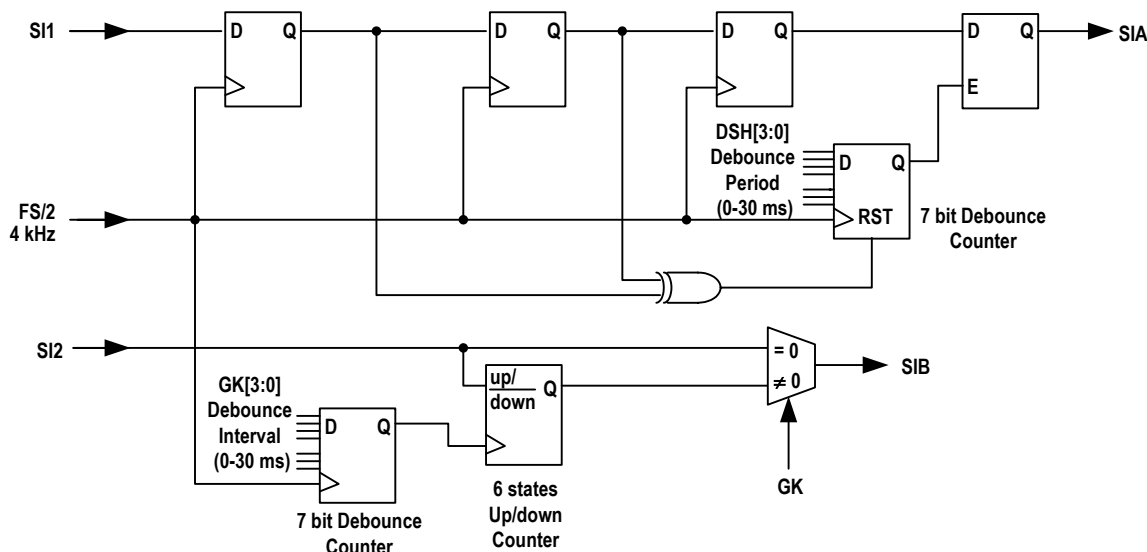 SI1
D Q
D Q
D Q
D Q
E
SIA
DSH[3:0]
Debounce
Period
(0-30 ms)
D Q
RST
7 bit Debounce
Counter
FS/2
4 kHz
SI2
= 0
≠ 0
SIB
GK[3:0]
Debounce
Interval
(0-30 ms)
D Q
up/
down
Q
GK
6 states
Up/down
Counter
7 bit Debounce
Counter